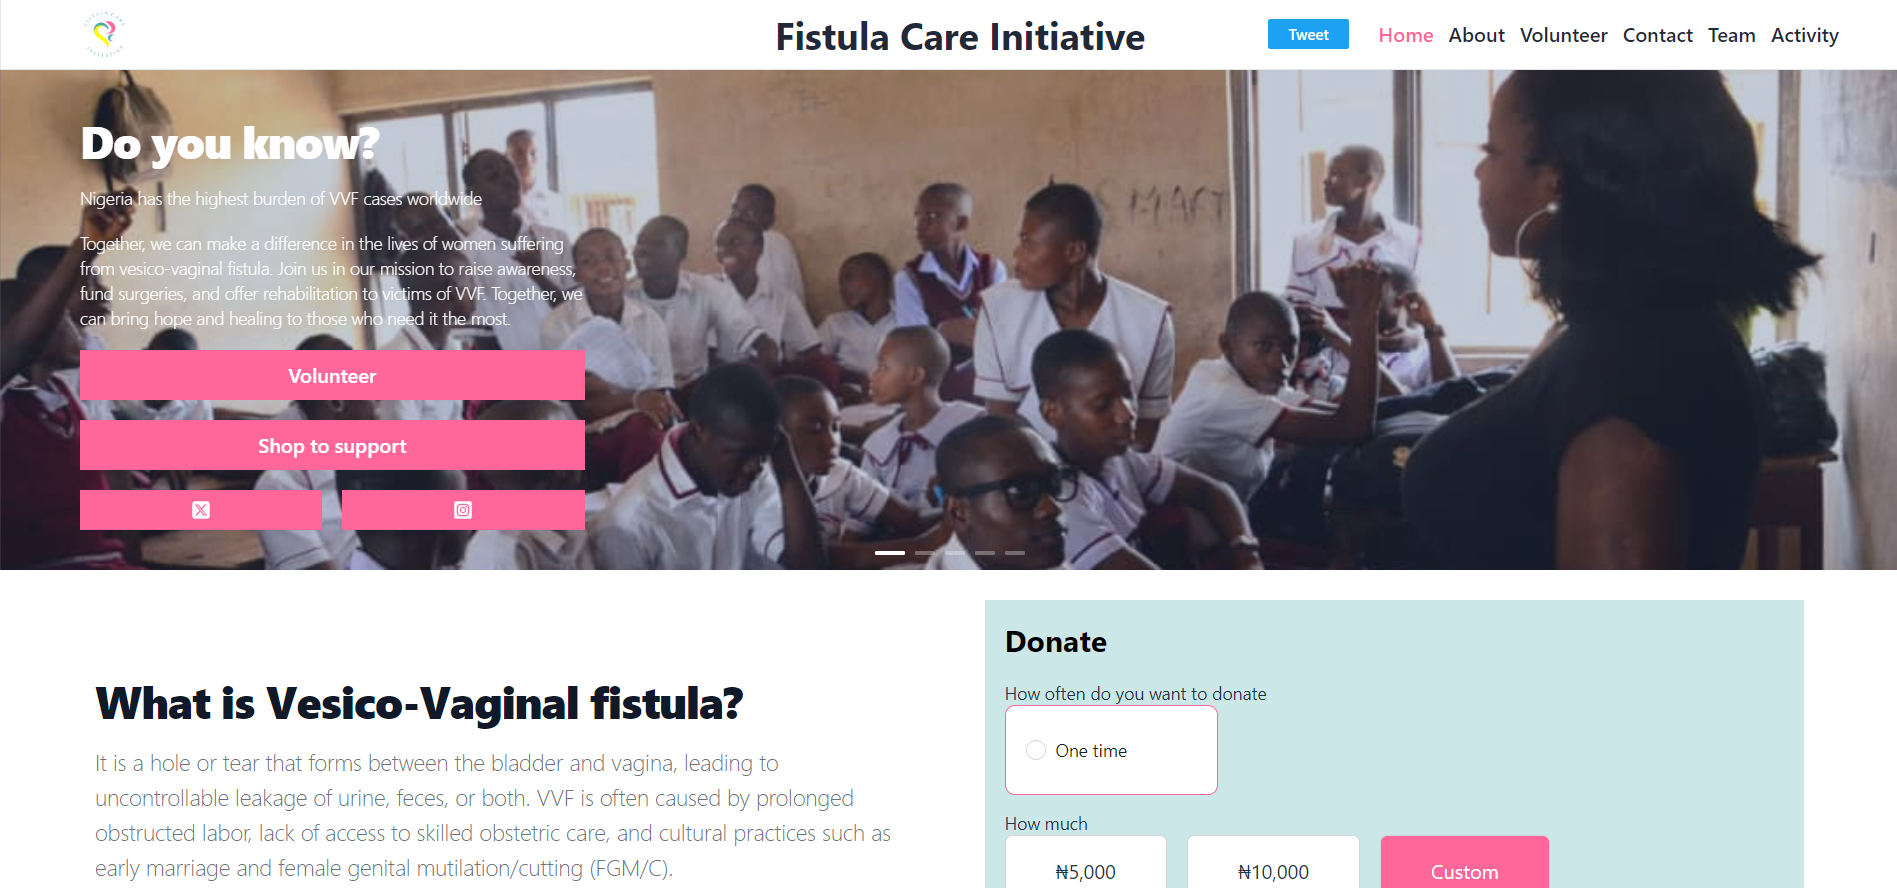 FISTULA CARE
INITIATIVE
Fistula Care Initiative
Tweet
Home About Volunteer Contact Team Activity
Do you know?
Nigeria has the highest burden of VVF cases worldwide
Together, we can make a difference in the lives of women suffering
from vesico-vaginal fistula. Join us in our mission to raise awareness,
fund surgeries, and offer rehabilitation to victims of VVF. Together, we
can bring hope and healing to those who need it the most.
Volunteer
Shop to support
What is Vesico-Vaginal fistula?
It is a hole or tear that forms between the bladder and vagina, leading to
uncontrollable leakage of urine, feces, or both. VVF is often caused by prolonged
obstructed labor, lack of access to skilled obstetric care, and cultural practices such as
early marriage and female genital mutilation/cutting (FGM/C).
Donate
How often do you want to donate
One time
How much
₦5,000
₦10,000
Custom